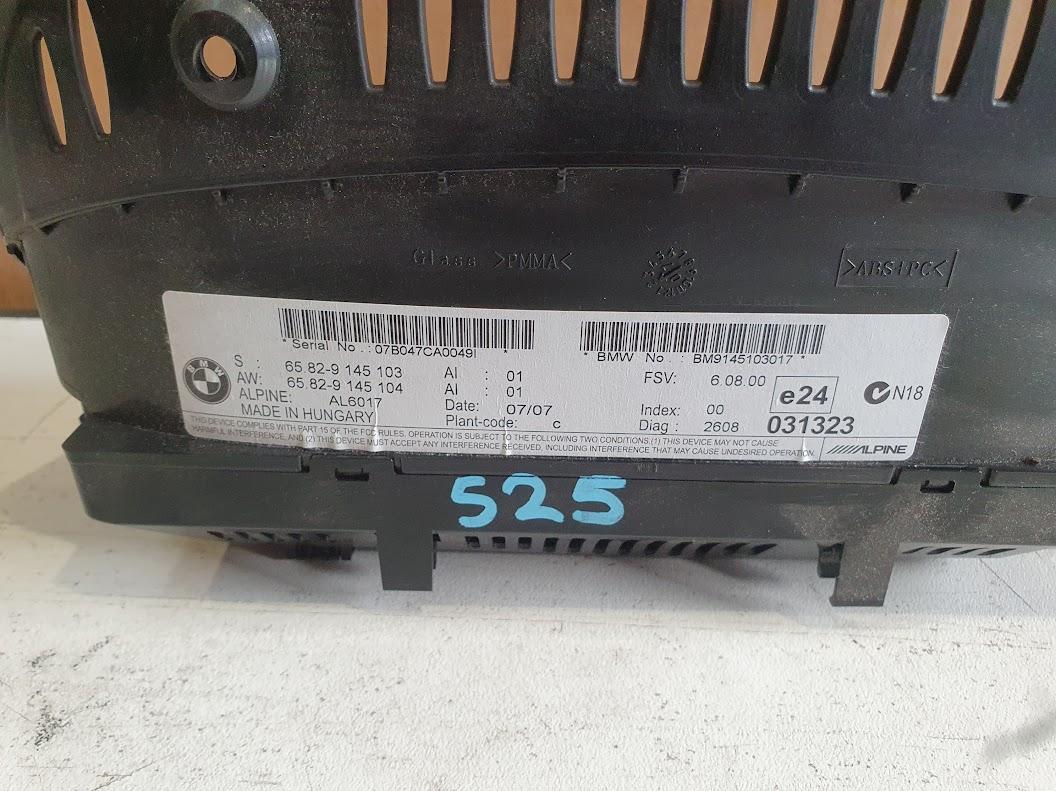 Glass >PMMA<
>ABS+PC<
* Serial No.: 07B047CA0049I *
* BMW No.: BM9145103017 *
BMW
S : 65.82-9 145 103 AI : 01 FSV: 6.08.00 e24 N18
AW: 65.82-9 145 104 AI : 01
ALPINE: AL6017 Date: 07/07 Index: 00
MADE IN HUNGARY Plant-code: c Diag: 2608 031323
THIS DEVICE COMPLIES WITH PART 15 OF THE FCC RULES, OPERATION IS SUBJECT TO THE FOLLOWING TWO CONDITIONS.(1) THIS DEVICE MAY NOT CAUSE
HARMFUL INTERFERENCE, AND (2) THIS DEVICE MUST ACCEPT ANY INTERFERENCE RECEIVED, INCLUDING INTERFERENCE THAT MAY CAUSE UNDESIRED OPERATION.
ALPINE
525